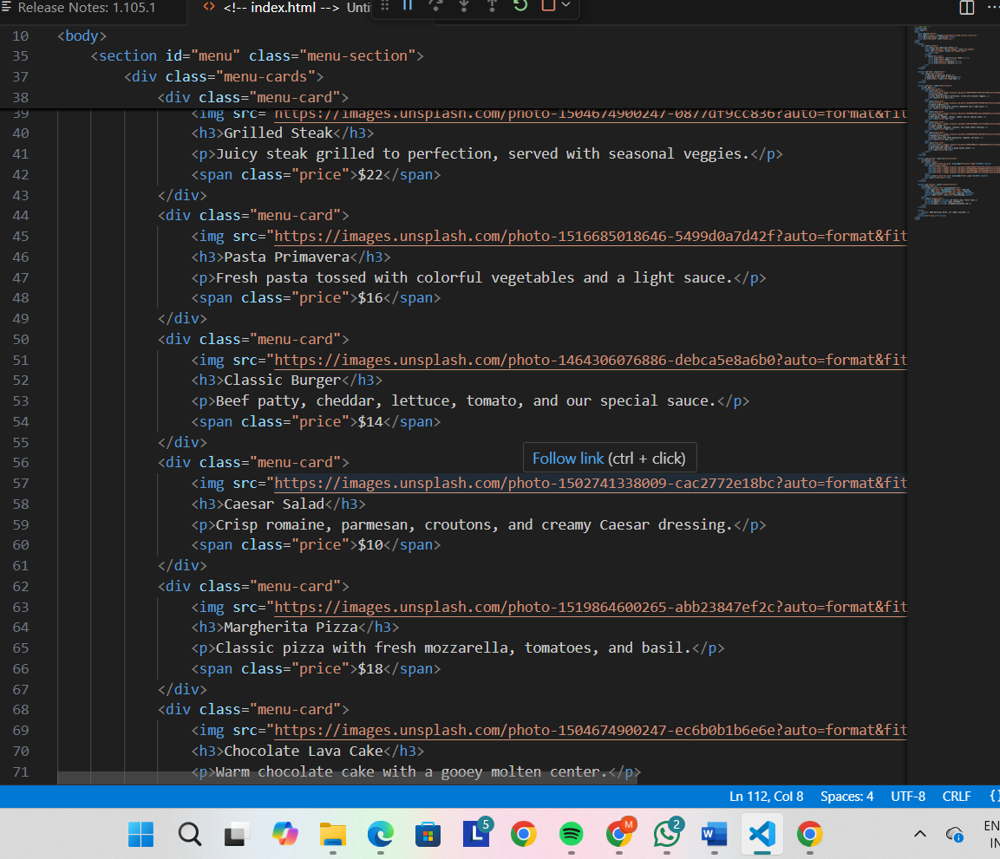 Release Notes: 1.105.1
<> <!-- index.html --> Unti
10 <body>
35 <section id="menu" class="menu-section">
37 <div class="menu-cards">
38 <div class="menu-card">
39 <img src="https://images.unsplash.com/photo-1504674900247-0877df9cc836?auto=format&fit
40 <h3>Grilled Steak</h3>
41 <p>Juicy steak grilled to perfection, served with seasonal veggies.</p>
42 <span class="price">$22</span>
43 </div>
44 <div class="menu-card">
45 <img src="https://images.unsplash.com/photo-1516685018646-5499d0a7d42f?auto=format&fit
46 <h3>Pasta Primavera</h3>
47 <p>Fresh pasta tossed with colorful vegetables and a light sauce.</p>
48 <span class="price">$16</span>
49 </div>
50 <div class="menu-card">
51 <img src="https://images.unsplash.com/photo-1464306076886-debca5e8a6b0?auto=format&fit
52 <h3>Classic Burger</h3>
53 <p>Beef patty, cheddar, lettuce, tomato, and our special sauce.</p>
54 <span class="price">$14</span>
55 </div>
56 <div class="menu-card">
Follow link (ctrl + click)
57 <img src="https://images.unsplash.com/photo-1502741338009-cac2772e18bc?auto=format&fit
58 <h3>Caesar Salad</h3>
59 <p>Crisp romaine, parmesan, croutons, and creamy Caesar dressing.</p>
60 <span class="price">$10</span>
61 </div>
62 <div class="menu-card">
63 <img src="https://images.unsplash.com/photo-1519864600265-abb23847ef2c?auto=format&fit
64 <h3>Margherita Pizza</h3>
65 <p>Classic pizza with fresh mozzarella, tomatoes, and basil.</p>
66 <span class="price">$18</span>
67 </div>
68 <div class="menu-card">
69 <img src="https://images.unsplash.com/photo-1504674900247-ec6b0b1b6e6e?auto=format&fit
70 <h3>Chocolate Lava Cake</h3>
71 <p>Warm chocolate cake with a gooey molten center.</p>
Ln 112, Col 8 Spaces: 4 UTF-8 CRLF {}
L 5 M 2 W EN
IN